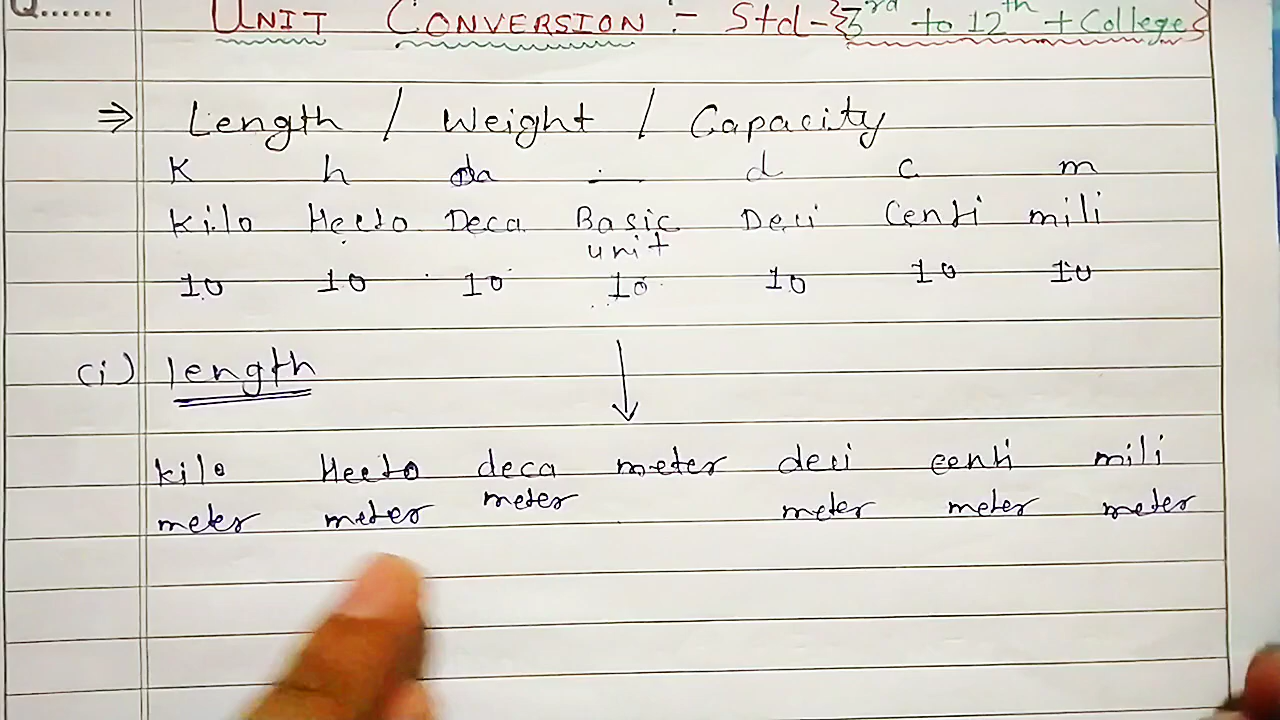 Q.......
UNIT CONVERSION :- Std-{3rd to 12th + College}
⇒ Length / Weight / Capacity
K h da — d c m
Kilo Hecto Deca Basic unit Deci Centi mili
10 10 10 10 10 10 10
(i) length
kilo meter Hecto meter deca meter meter deci meter centi meter mili meter